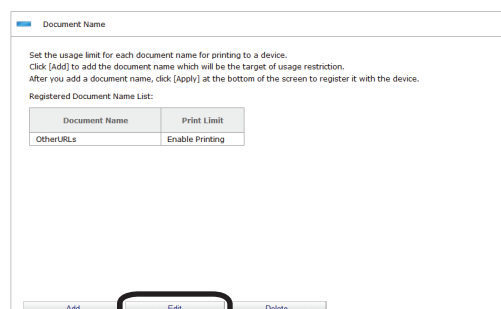 Document Name
Set the usage limit for each document name for printing to a device.
Click [Add] to add the document name which will be the target of usage restriction.
After you add a document name, click [Apply] at the bottom of the screen to register it with the device.
Registered Document Name List:
Document Name Print Limit
OtherURLs Enable Printing
Add Edit Delete